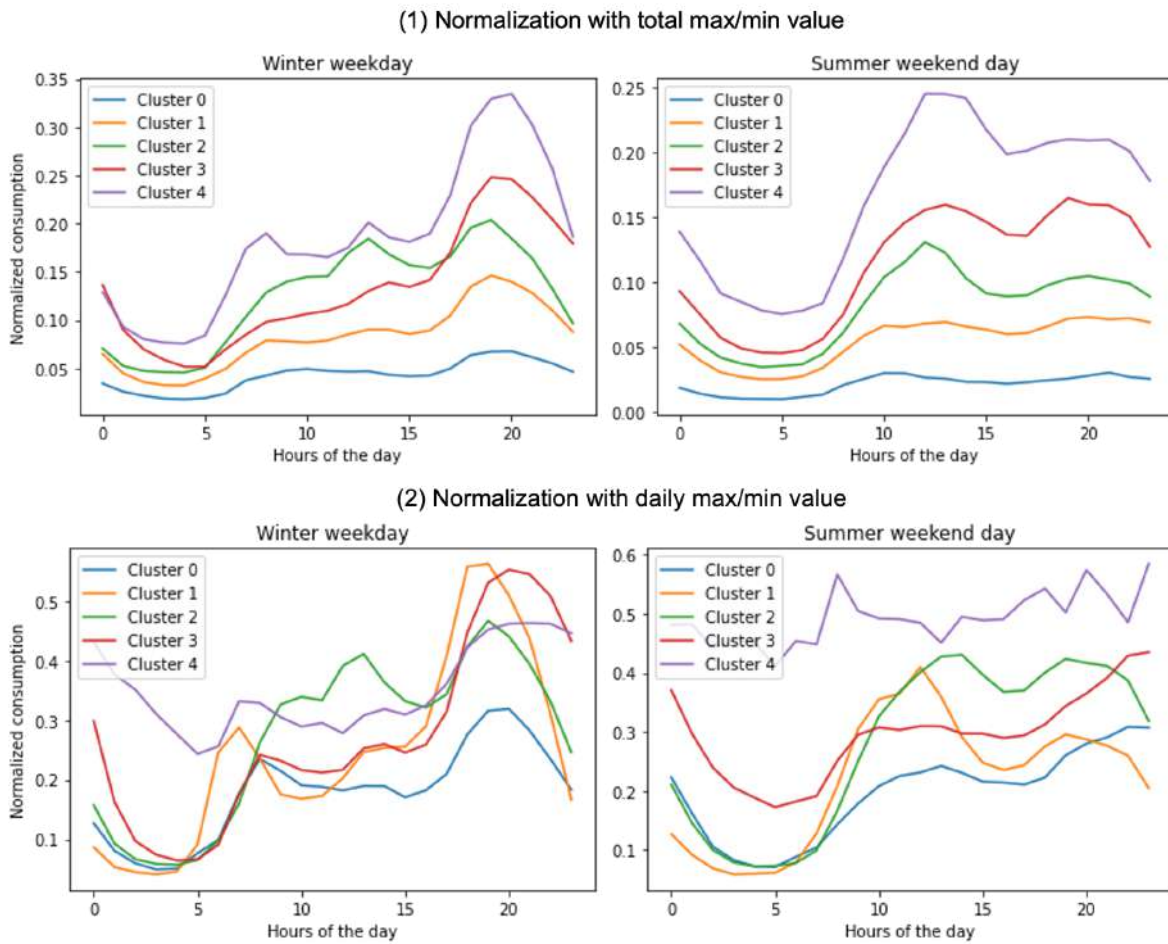 (1) Normalization with total max/min value
Winter weekday
Normalized consumption
0.35
0.30
0.25
0.20
0.15
0.10
0.05
Cluster 0
Cluster 1
Cluster 2
Cluster 3
Cluster 4
0 5 10 15 20
Hours of the day
Summer weekend day
0.25
0.20
0.15
0.10
0.05
0.00
Cluster 0
Cluster 1
Cluster 2
Cluster 3
Cluster 4
0 5 10 15 20
Hours of the day
(2) Normalization with daily max/min value
Winter weekday
Normalized consumption
0.5
0.4
0.3
0.2
0.1
Cluster 0
Cluster 1
Cluster 2
Cluster 3
Cluster 4
0 5 10 15 20
Hours of the day
Summer weekend day
0.6
0.5
0.4
0.3
0.2
0.1
Cluster 0
Cluster 1
Cluster 2
Cluster 3
Cluster 4
0 5 10 15 20
Hours of the day